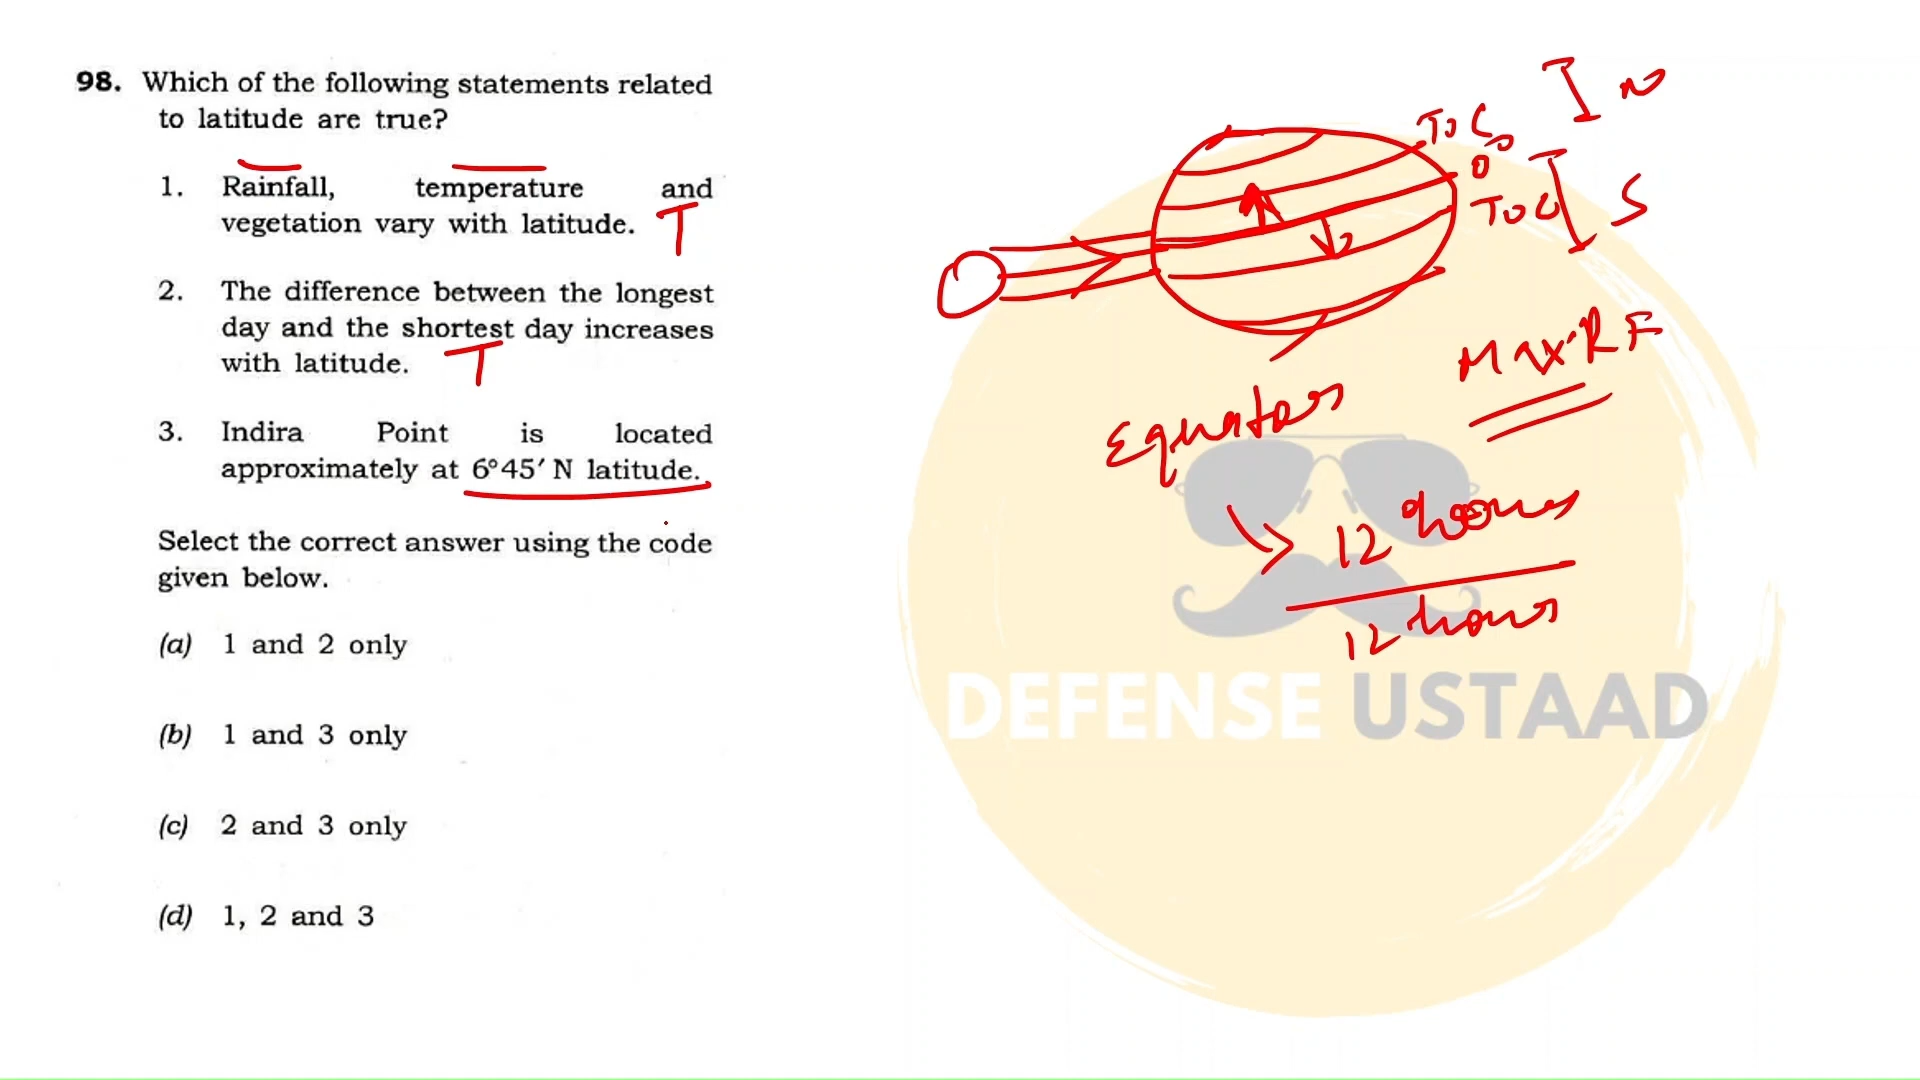 98. Which of the following statements related
to latitude are true?
1. Rainfall, temperature and
vegetation vary with latitude. T
2. The difference between the longest
day and the shortest day increases
with latitude. T
3. Indira Point is located
approximately at 6°45′ N latitude.
Select the correct answer using the code
given below.
(a) 1 and 2 only
(b) 1 and 3 only
(c) 2 and 3 only
(d) 1, 2 and 3
N
ToC
0
ToC
S
Max. RF
Equator
12 hours
12 hours
DEFENSE USTAAD